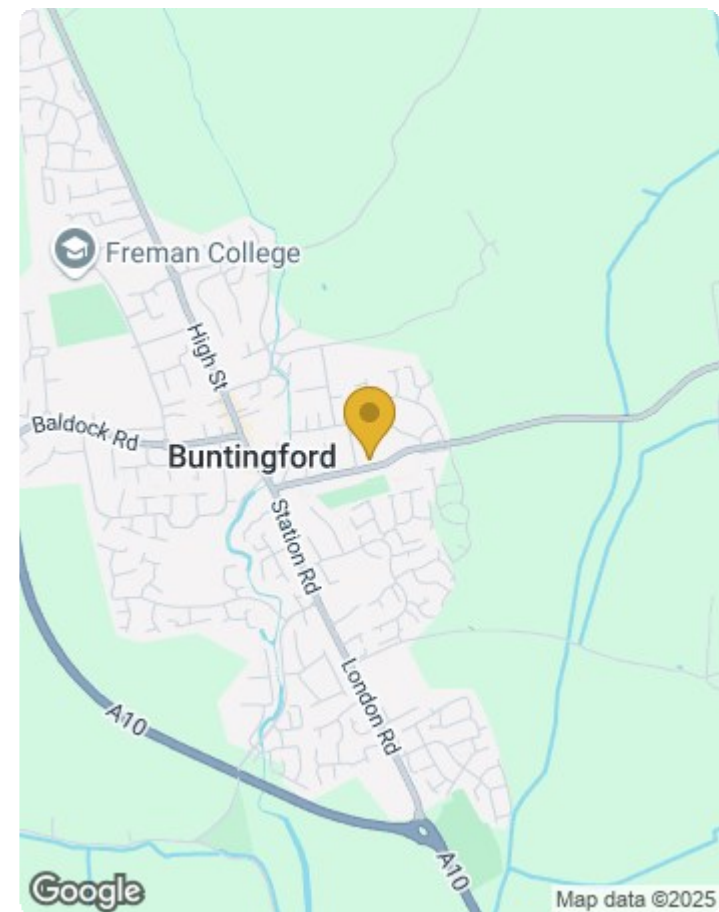 Freman College
High St
Baldock Rd
Buntingford
Station Rd
London Rd
A10
A10
Google
Map data ©2025